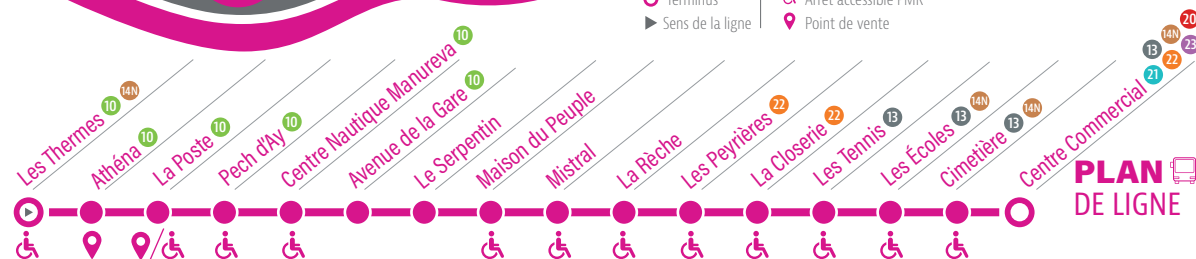 Terminus
Arrêt accessible PMR
Sens de la ligne
Point de vente
Les Thermes 10 14N
Athéna 10
La Poste 10
Pech d'Ay 10
Centre Nautique Manureva 10
Avenue de la Gare 10
Le Serpentin
Maison du Peuple
Mistral
La Rèche
Les Peyrières 22
La Closerie 22
Les Tennis 13
Les Écoles 13 14N
Cimetière 13 14N
Centre Commercial 21 22 23 13 14N 20
PLAN
DE LIGNE